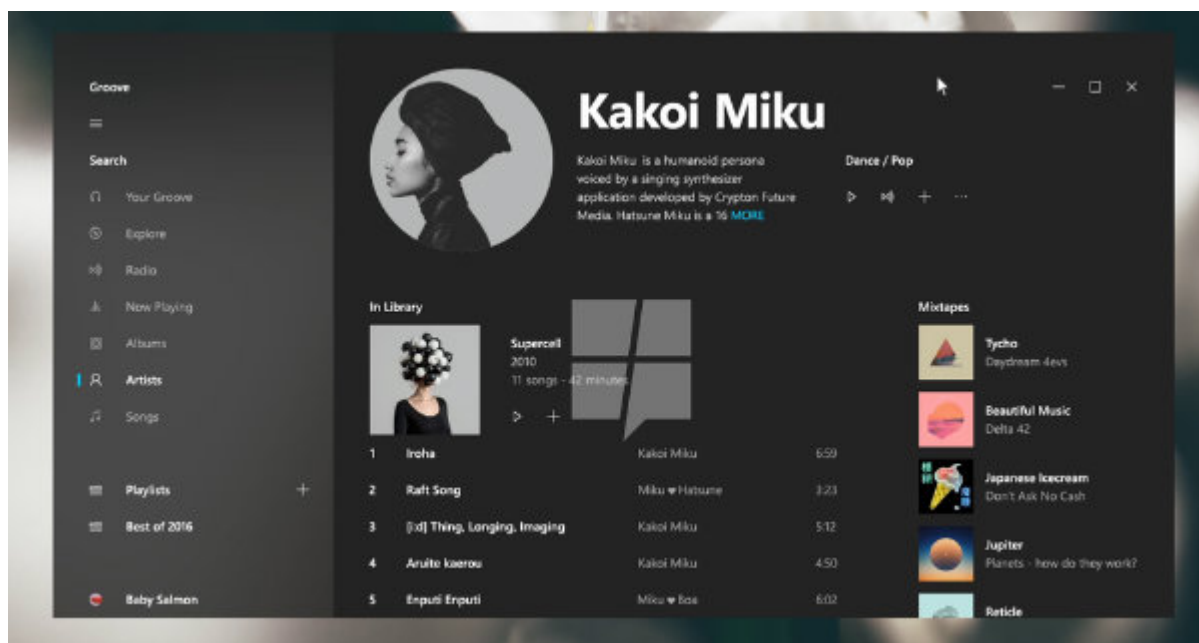 Groove
Search
Your Groove
Explore
Radio
Now Playing
Albums
Artists
Songs
Playlists
Best of 2016
Baby Salmon
Kakoi Miku
Kakoi Miku is a humanoid persona
voiced by a singing synthesizer
application developed by Crypton Future
Media. Hatsune Miku is a 16 MORE
Dance / Pop
In Library
Supercell
2010
11 songs - 42 minutes
1 Iroha Kakoi Miku 6:59
2 Raft Song Miku ♥ Hatsune 3:23
3 [i:d] Thing, Longing, Imaging Kakoi Miku 5:12
4 Aruite kaerou Kakoi Miku 4:50
5 Enputi Enputi Miku ♥ Boa 6:02
Mixtapes
Tycho
Daydream 4evs
Beautiful Music
Delta 42
Japanese Icecream
Don't Ask No Cash
Jupiter
Planets - how do they work?
Reticle